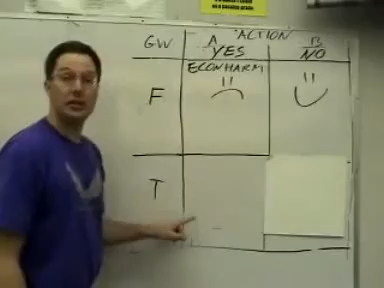 A ACTION B
GW YES NO
ECON HARM
F
T